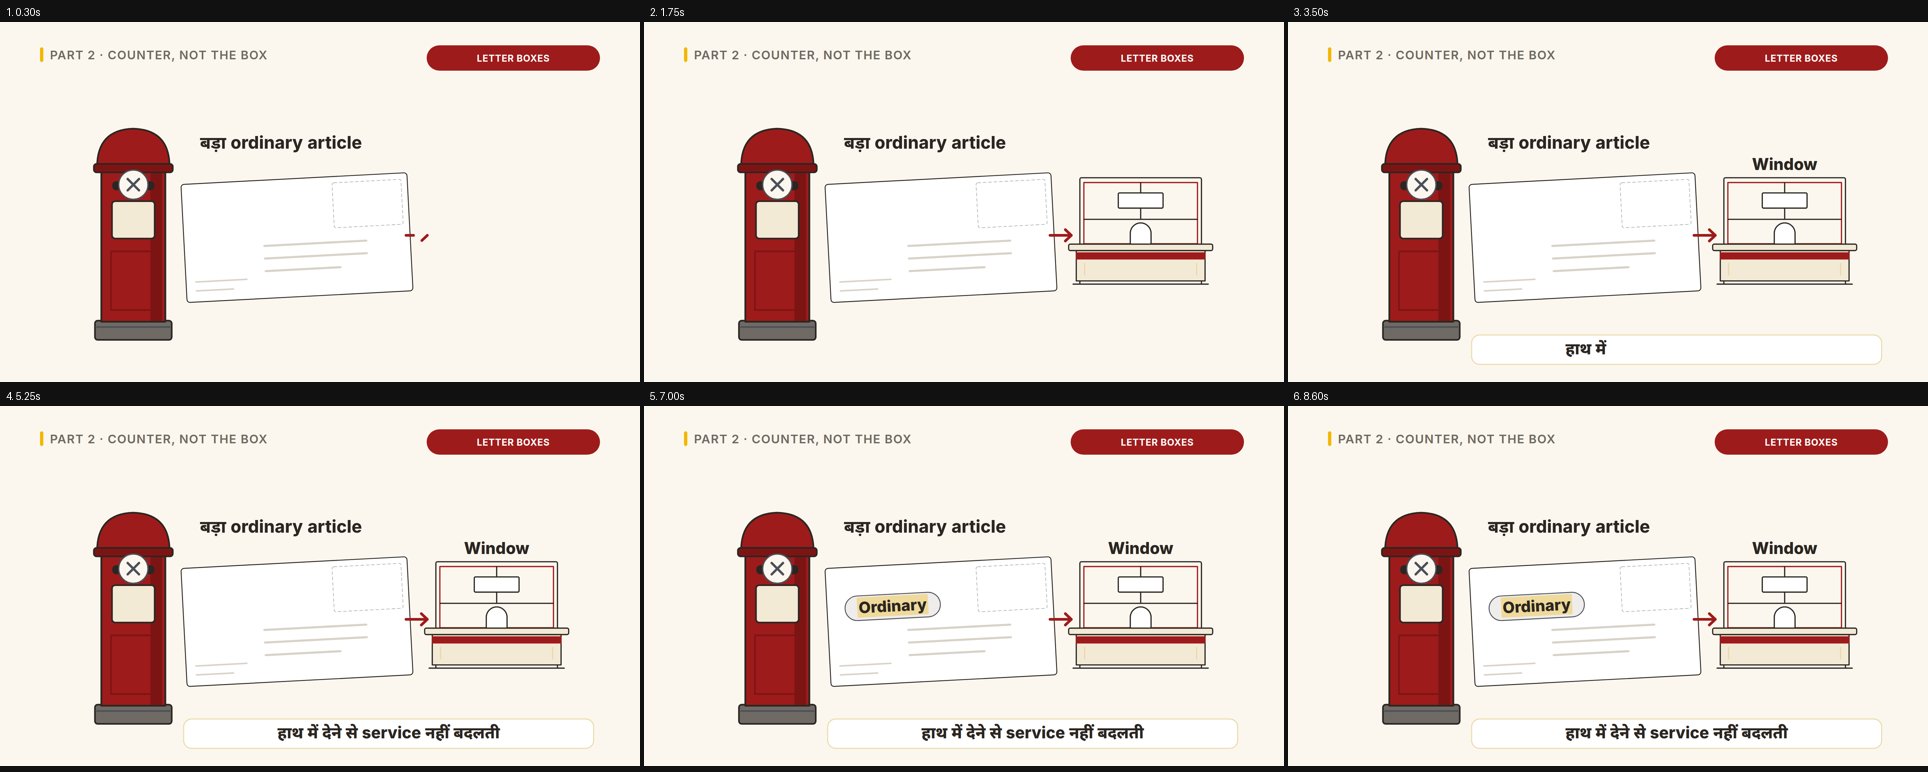 1. 0.30s
PART 2 · COUNTER, NOT THE BOX
LETTER BOXES
बड़ा ordinary article
2. 1.75s
PART 2 · COUNTER, NOT THE BOX
LETTER BOXES
बड़ा ordinary article
3. 3.50s
PART 2 · COUNTER, NOT THE BOX
LETTER BOXES
बड़ा ordinary article
Window
हाथ में
4. 5.25s
PART 2 · COUNTER, NOT THE BOX
LETTER BOXES
बड़ा ordinary article
Window
हाथ में देने से service नहीं बदलती
5. 7.00s
PART 2 · COUNTER, NOT THE BOX
LETTER BOXES
बड़ा ordinary article
Window
Ordinary
हाथ में देने से service नहीं बदलती
6. 8.60s
PART 2 · COUNTER, NOT THE BOX
LETTER BOXES
बड़ा ordinary article
Window
Ordinary
हाथ में देने से service नहीं बदलती